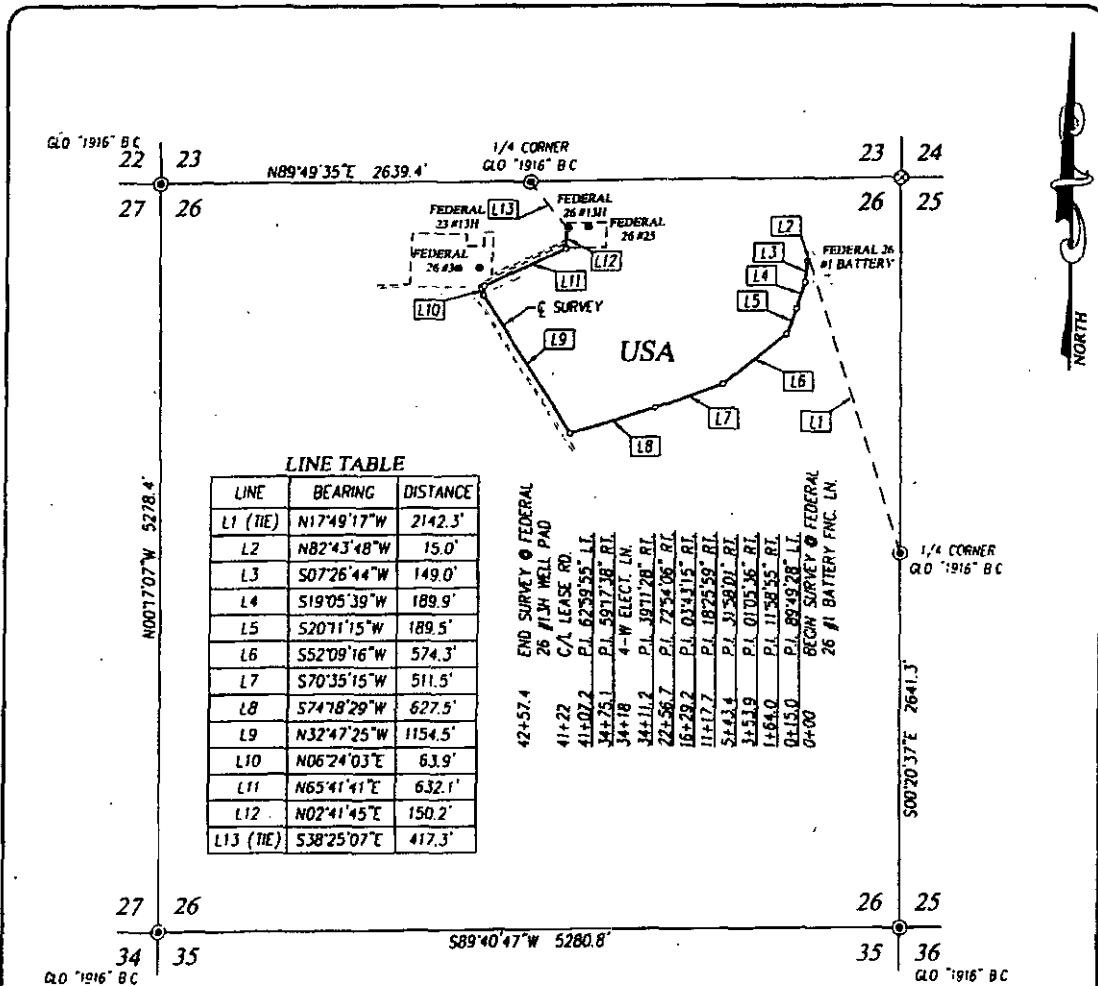 GLO "1916" B C
22 23
27 26
N89°49'35"E 2639.4'
1/4 CORNER
GLO "1916" B C
23 24
26 25
NORTH
FEDERAL
23 #13H
L13
FEDERAL
26 #13H
FEDERAL
26 #25
FEDERAL
26 #3
L12
L11
L10
℄ SURVEY
L9
USA
L2
L3
L4
L5
FEDERAL 26
#1 BATTERY
L6
L7
L8
L1
N00°17'07"W 5278.4'
LINE TABLE
LINE BEARING DISTANCE
L1 (TIE) N17°49'17"W 2142.3'
L2 N82°43'48"W 15.0'
L3 S07°26'44"W 149.0'
L4 S19°05'39"W 189.9'
L5 S20°11'15"W 189.5'
L6 S52°09'16"W 574.3'
L7 S70°35'15"W 511.5'
L8 S74°18'29"W 627.5'
L9 N32°47'25"W 1154.5'
L10 N06°24'03"E 63.9'
L11 N65°41'41"E 632.1'
L12 N02°41'45"E 150.2'
L13 (TIE) S38°25'07"E 417.3'
42+57.4 END SURVEY @ FEDERAL
26 #13H WELL PAD
41+22 C/L LEASE RD.
41+07.2 P.I. 62°59'55" LT.
34+75.1 P.I. 59°17'38" RT.
34+18 4-W ELECT. LN.
34+11.2 P.I. 39°11'28" RT.
22+56.7 P.I. 72°54'06" RT.
16+29.2 P.I. 03°43'15" RT.
11+17.7 P.I. 18°25'59" RT.
5+43.4 P.I. 31°58'01" RT.
3+53.9 P.I. 01°05'36" RT.
1+64.0 P.I. 11°58'55" RT.
0+15.0 P.I. 89°49'28" LT.
0+00 BEGIN SURVEY @ FEDERAL
26 #1 BATTERY FNC. LN.
1/4 CORNER
GLO "1916" B C
S00°20'37"E 2641.3'
27 26
34 35
GLO "1916" B C
S89°40'47"W 5280.8'
26 25
35 36
GLO "1916" B C